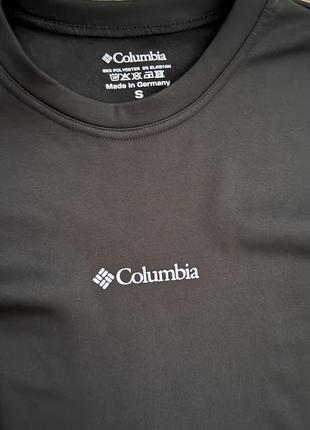 Columbia
95% POLYESTER 5% ELASTAN
Made in Germany
S
Columbia